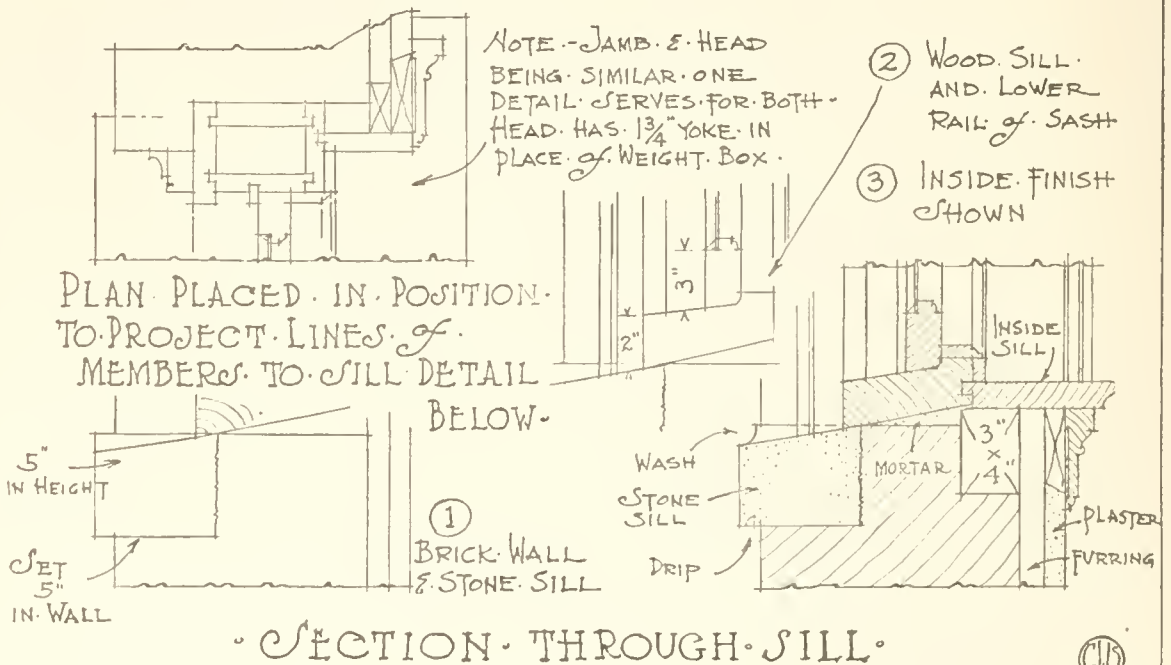 NOTE.-JAMB. & HEAD
BEING. SIMILAR. ONE
DETAIL. SERVES. FOR. BOTH.
HEAD. HAS. 1 3/4" YOKE. IN
PLACE. of. WEIGHT. BOX.
2 WOOD. SILL.
AND. LOWER
RAIL. of. SASH
3 INSIDE. FINISH
SHOWN
PLAN. PLACED. IN. POSITION.
TO. PROJECT. LINES. of.
MEMBERS. TO. SILL. DETAIL
BELOW.
3"
2"
5"
IN HEIGHT
SET
5"
IN. WALL
1
BRICK. WALL
& STONE. SILL
INSIDE
SILL
WASH
MORTAR
3"
x
4"
STONE
SILL
DRIP
PLASTER
FURRING
. SECTION. THROUGH. SILL.